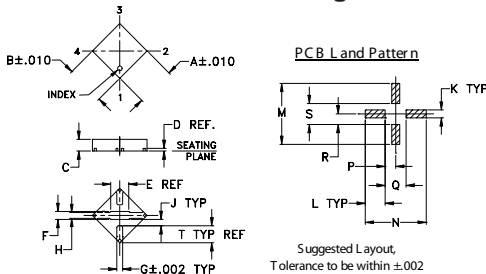 3
4
2
B±.010
A±.010
INDEX
1
D REF.
SEATING
PLANE
C
E REF
J TYP
F
T TYP REF
H
G±.002 TYP
PCB Land Pattern
K TYP
M
S
R
P
Q
L TYP
N
Suggested Layout,
Tolerance to be within ±.002